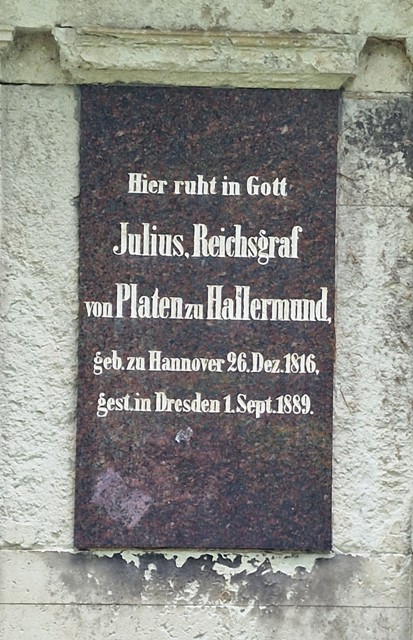 Hier ruht in Gott
Julius, Reichsgraf
von Platen zu Hallermund,
geb. zu Hannover 26. Dez. 1816,
gest. in Dresden 1. Sept. 1889.